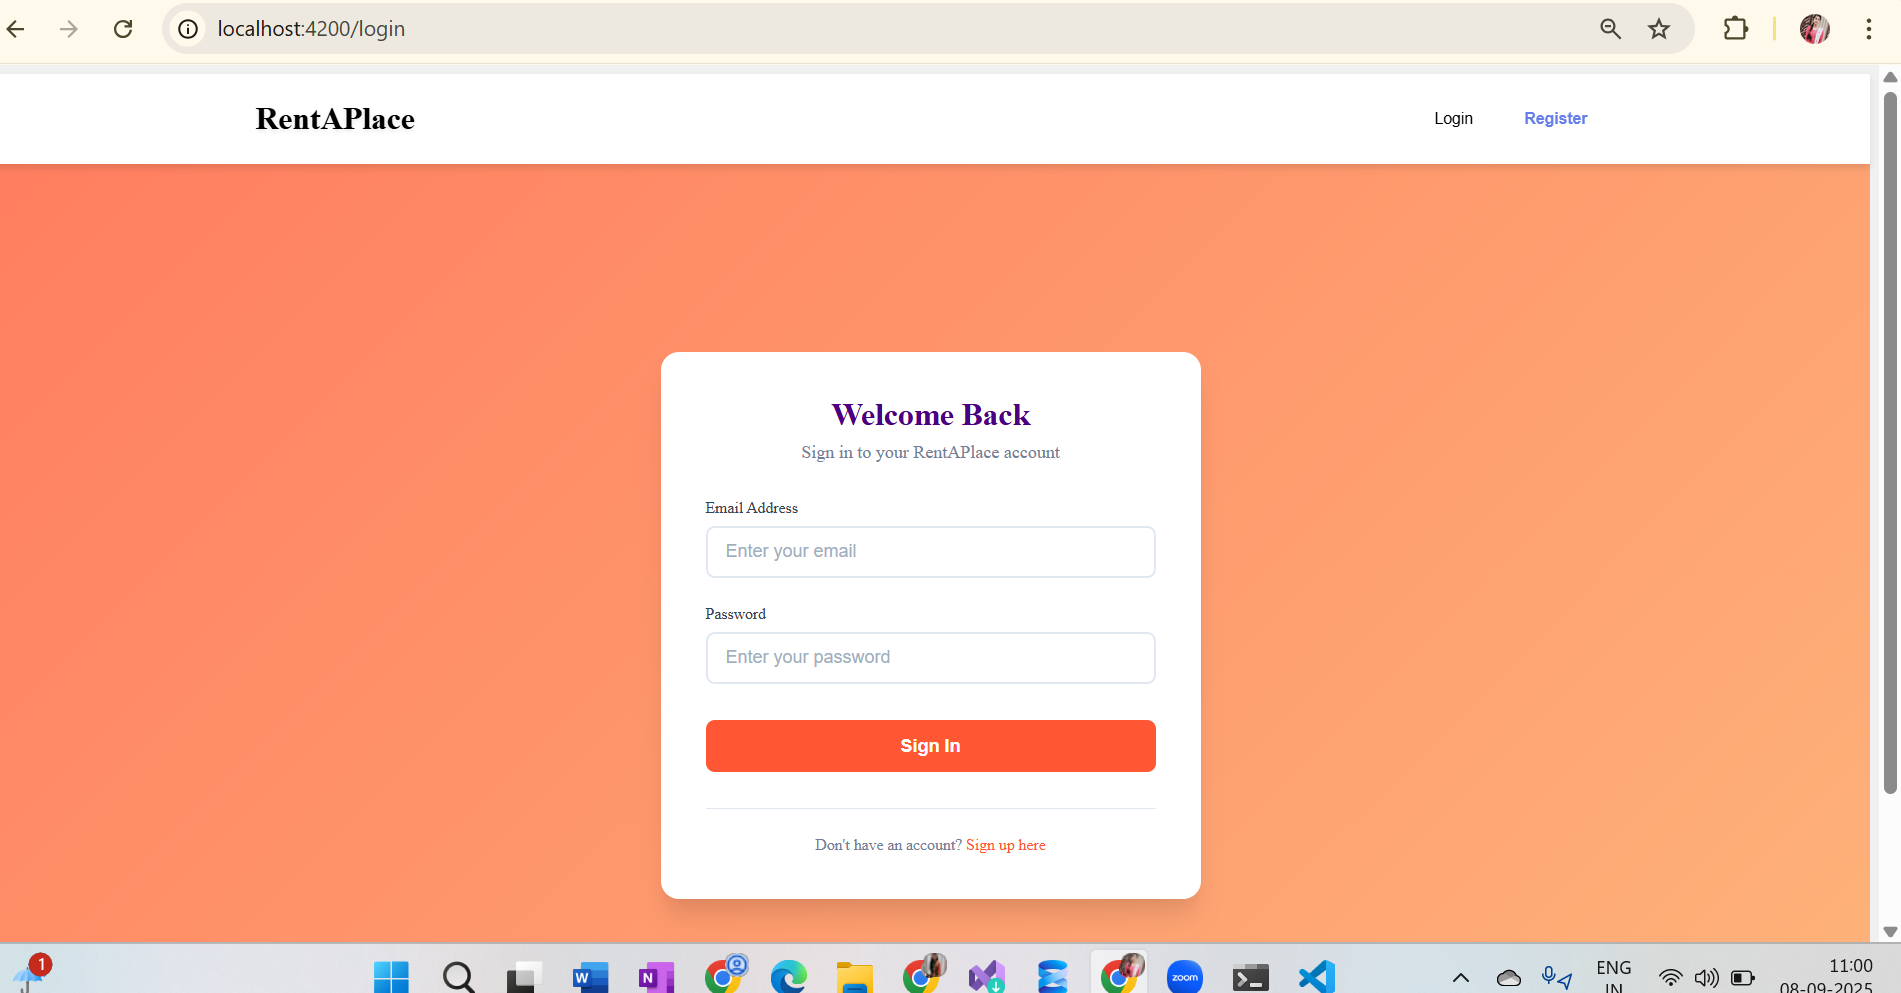 localhost:4200/login
RentAPlace
Login Register
Welcome Back
Sign in to your RentAPlace account
Email Address
Enter your email
Password
Enter your password
Sign In
Don't have an account? Sign up here
1
W
N
zoom
ENG
IN
11:00
08-09-2025